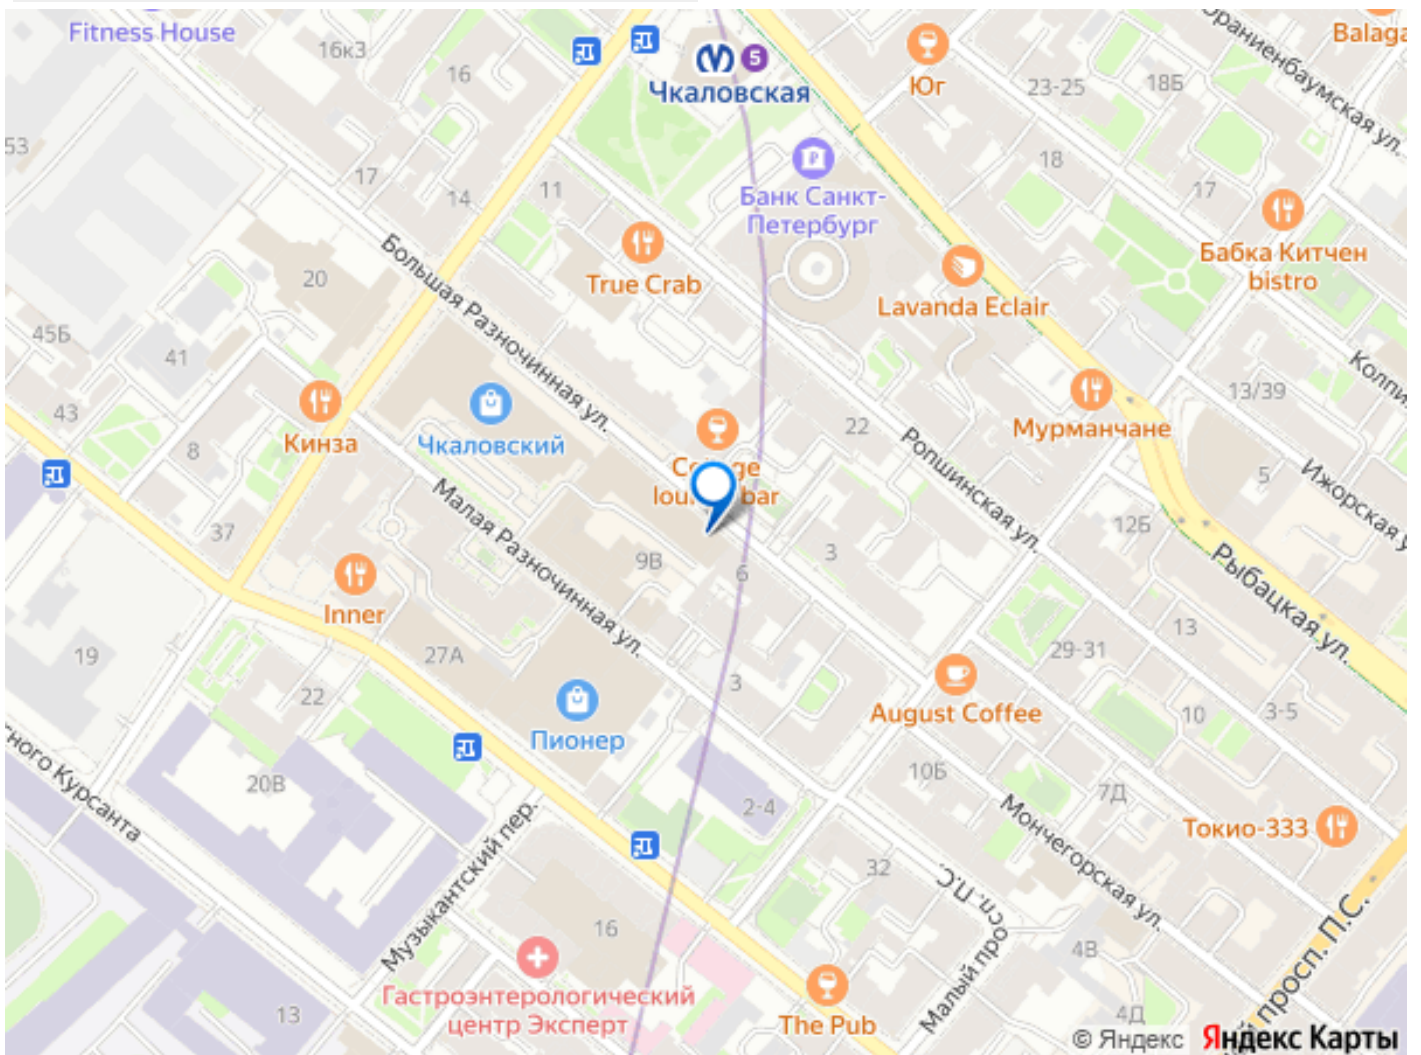 Fitness House
16к3
16
5
Чкаловская
Юг
23-25
18Б
Balaga
Ораниенбаумская ул.
53
17
14
11
Банк Санкт-
Петербург
18
17
Бабка Китчен
bistro
True Crab
Lavanda Eclair
20
Большая Разночинная ул.
45Б
41
43
Кинза
8
Чкаловский
22
Мурманчане
13/39
Колпи
Ропшинская ул.
Ижорская у
5
12Б
Рыбацкая ул.
Малая Разночинная ул.
lounge bar
37
9В
6
3
Inner
19
27А
22
3
29-31
13
10
3-5
August Coffee
Пионер
20В
2-4
10Б
7Д
Мончегорская ул.
Токио-333
сного Курсанта
Музыкантский пер.
32
Малый просп. П.С.
16
4В
4Д
13
Гастроэнтерологический
центр Эксперт
The Pub
й просп. П.С.
© Яндекс Яндекс Карты